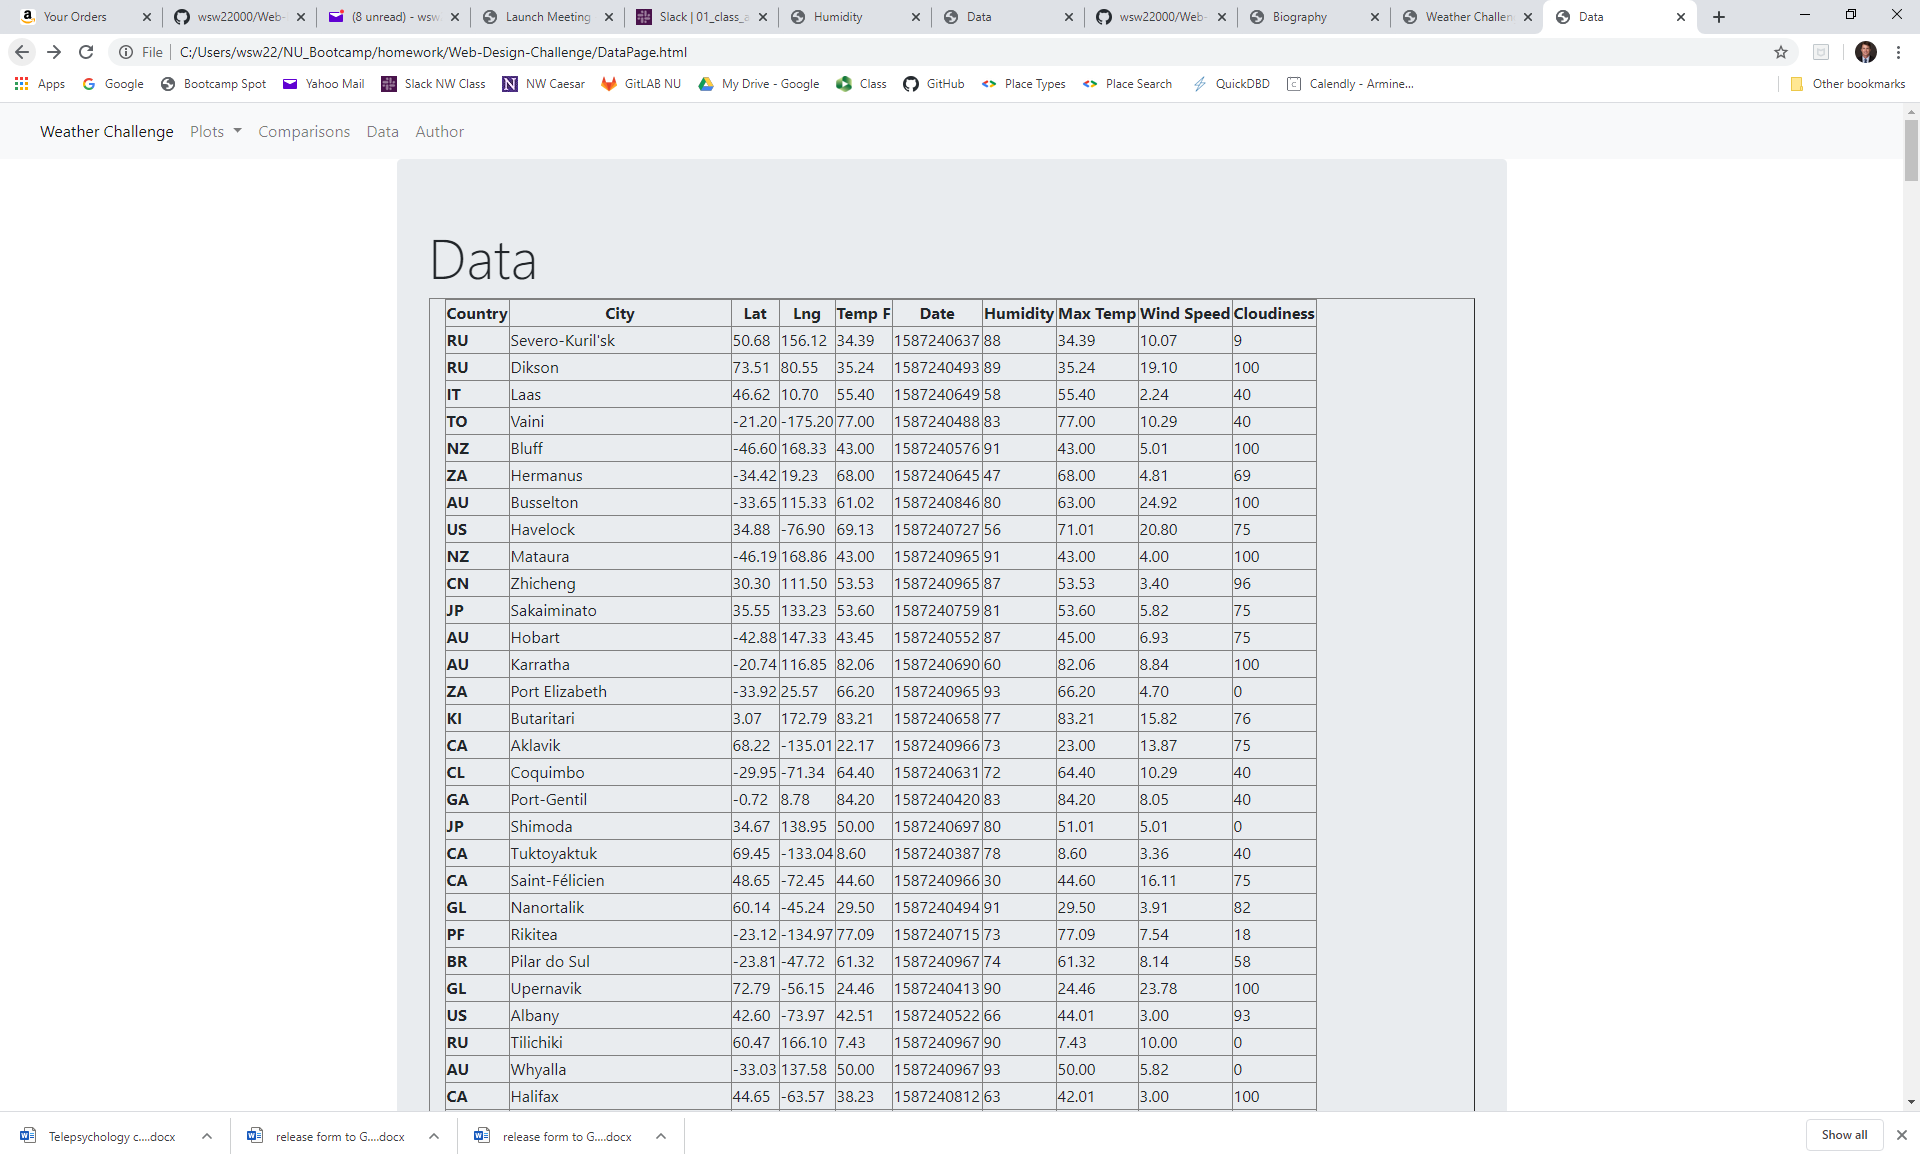 Your Orders wsw22000/Web- (8 unread) - wsw. Launch Meeting Slack | 01_class_a Humidity Data wsw22000/Web- Biography Weather Challen Data
File C:/Users/wsw22/NU_Bootcamp/homework/Web-Design-Challenge/DataPage.html
Apps Google Bootcamp Spot Yahoo Mail Slack NW Class NW Caesar GitLAB NU My Drive - Google Class GitHub Place Types Place Search QuickDBD Calendly - Armine... Other bookmarks
Weather Challenge Plots Comparisons Data Author
Data
Country City Lat Lng Temp F Date Humidity Max Temp Wind Speed Cloudiness
RU Severo-Kuril'sk 50.68 156.12 34.39 1587240637 88 34.39 10.07 9
RU Dikson 73.51 80.55 35.24 1587240493 89 35.24 19.10 100
IT Laas 46.62 10.70 55.40 1587240649 58 55.40 2.24 40
TO Vaini -21.20 -175.20 77.00 1587240488 83 77.00 10.29 40
NZ Bluff -46.60 168.33 43.00 1587240576 91 43.00 5.01 100
ZA Hermanus -34.42 19.23 68.00 1587240645 47 68.00 4.81 69
AU Busselton -33.65 115.33 61.02 1587240846 80 63.00 24.92 100
US Havelock 34.88 -76.90 69.13 1587240727 56 71.01 20.80 75
NZ Mataura -46.19 168.86 43.00 1587240965 91 43.00 4.00 100
CN Zhicheng 30.30 111.50 53.53 1587240965 87 53.53 3.40 96
JP Sakaiminato 35.55 133.23 53.60 1587240759 81 53.60 5.82 75
AU Hobart -42.88 147.33 43.45 1587240552 87 45.00 6.93 75
AU Karratha -20.74 116.85 82.06 1587240690 60 82.06 8.84 100
ZA Port Elizabeth -33.92 25.57 66.20 1587240965 93 66.20 4.70 0
KI Butaritari 3.07 172.79 83.21 1587240658 77 83.21 15.82 76
CA Aklavik 68.22 -135.01 22.17 1587240966 73 23.00 13.87 75
CL Coquimbo -29.95 -71.34 64.40 1587240631 72 64.40 10.29 40
GA Port-Gentil -0.72 8.78 84.20 1587240420 83 84.20 8.05 40
JP Shimoda 34.67 138.95 50.00 1587240697 80 51.01 5.01 0
CA Tuktoyaktuk 69.45 -133.04 8.60 1587240387 78 8.60 3.36 40
CA Saint-Félicien 48.65 -72.45 44.60 1587240966 30 44.60 16.11 75
GL Nanortalik 60.14 -45.24 29.50 1587240494 91 29.50 3.91 82
PF Rikitea -23.12 -134.97 77.09 1587240715 73 77.09 7.54 18
BR Pilar do Sul -23.81 -47.72 61.32 1587240967 74 61.32 8.14 58
GL Upernavik 72.79 -56.15 24.46 1587240413 90 24.46 23.78 100
US Albany 42.60 -73.97 42.51 1587240522 66 44.01 3.00 93
RU Tilichiki 60.47 166.10 7.43 1587240967 90 7.43 10.00 0
AU Whyalla -33.03 137.58 50.00 1587240967 93 50.00 5.82 0
CA Halifax 44.65 -63.57 38.23 1587240812 63 42.01 3.00 100
Telepsychology c....docx release form to G....docx release form to G....docx Show all